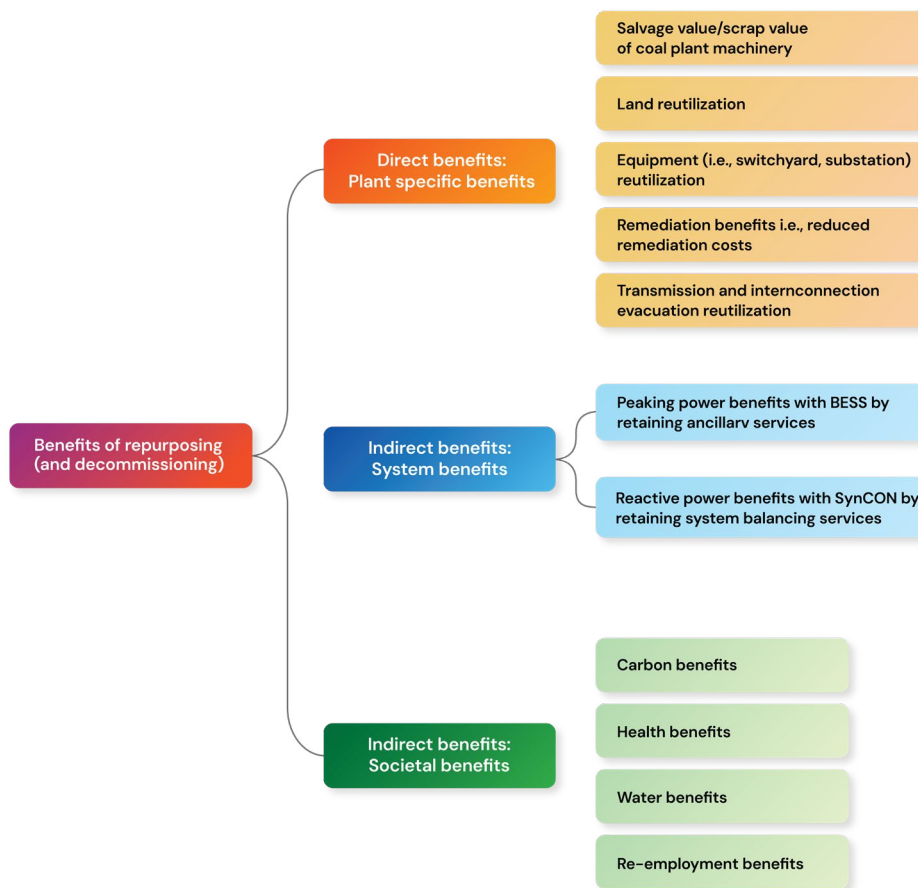 Salvage value/scrap value
of coal plant machinery
Land reutilization
Direct benefits:
Plant specific benefits
Equipment (i.e., switchyard, substation)
reutilization
Remediation benefits i.e., reduced
remediation costs
Transmission and internconnection
evacuation reutilization
Benefits of repurposing
(and decommissioning)
Indirect benefits:
System benefits
Peaking power benefits with BESS by
retaining ancillarv services
Reactive power benefits with SynCON by
retaining system balancing services
Indirect benefits:
Societal benefits
Carbon benefits
Health benefits
Water benefits
Re-employment benefits